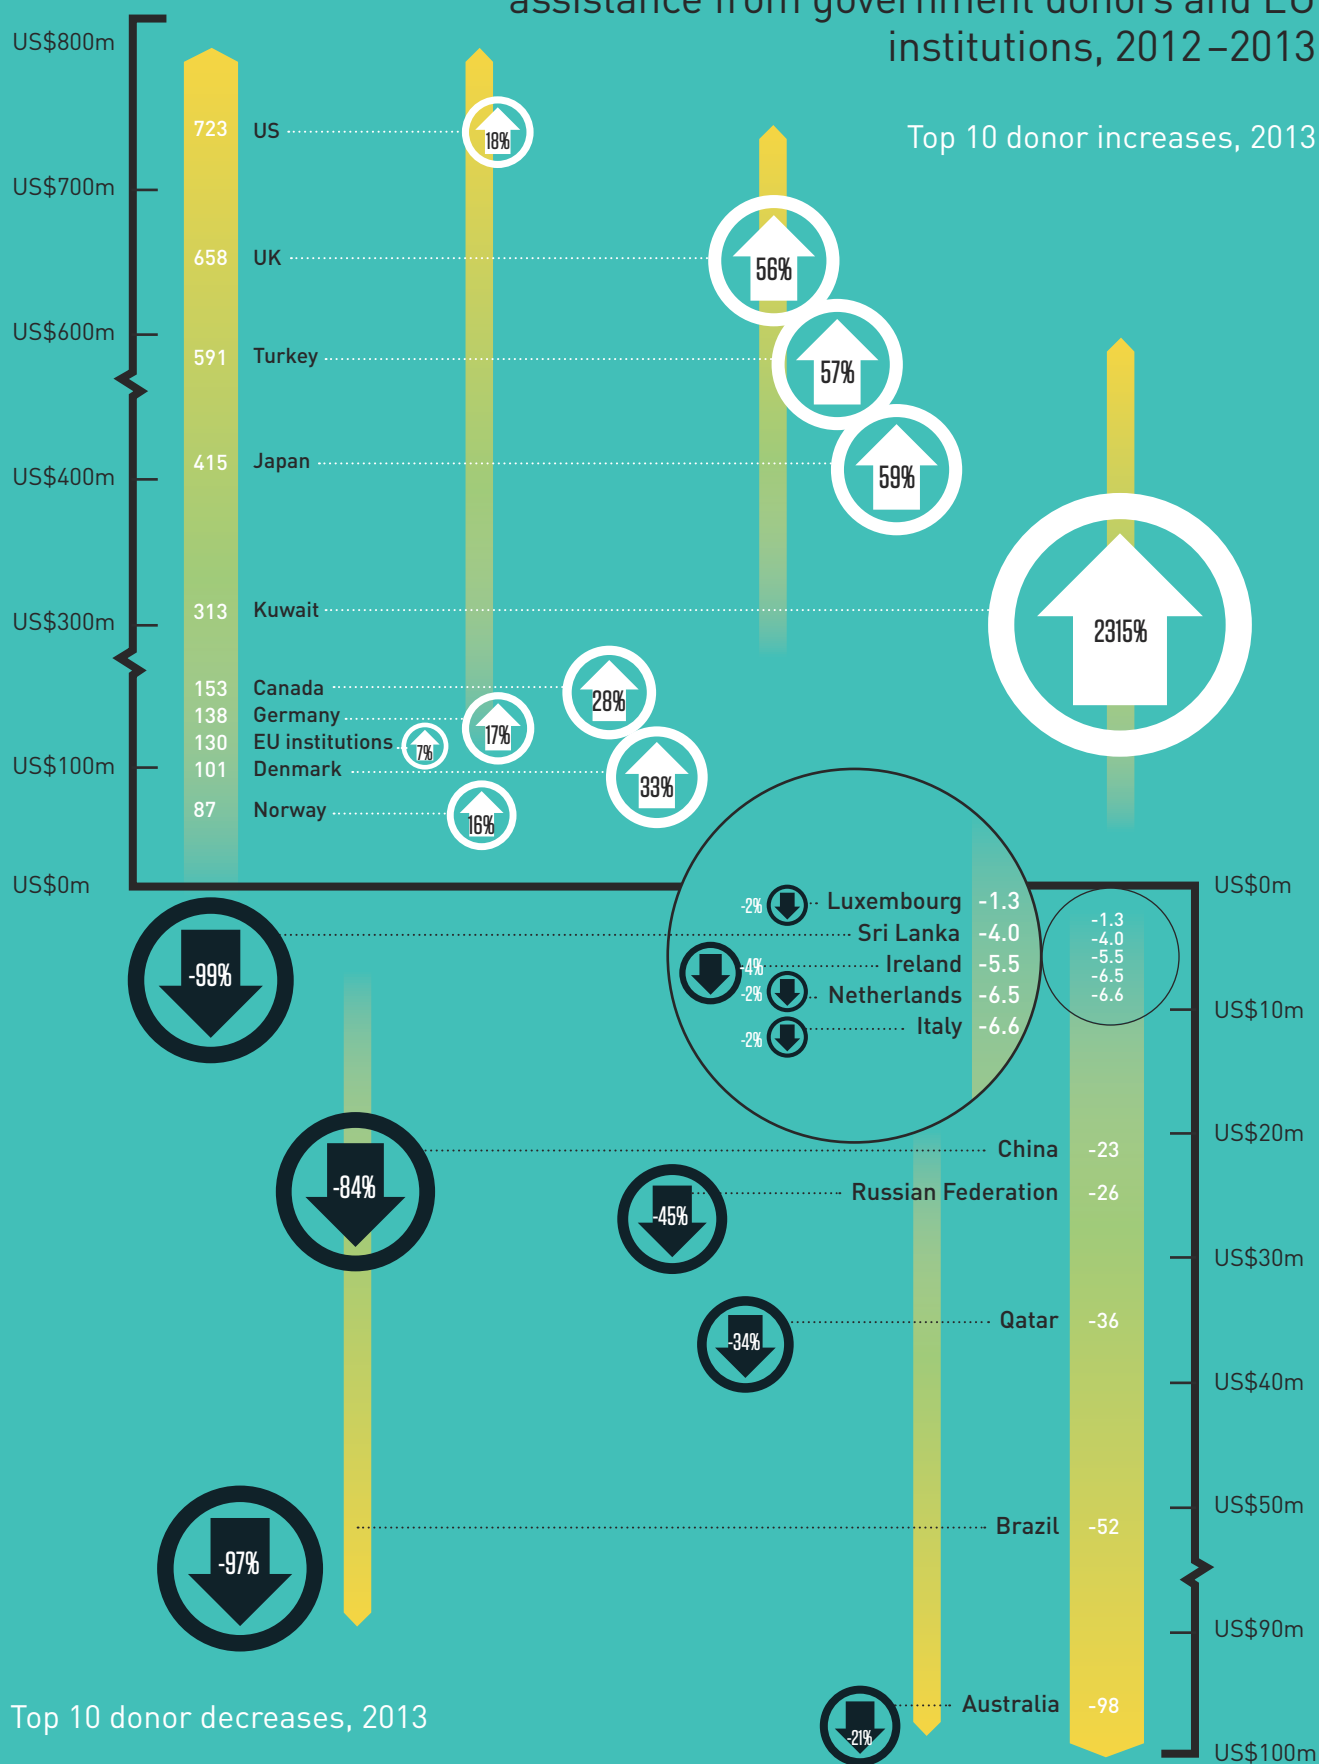 assistance from government donors and EU
institutions, 2012–2013
Top 10 donor increases, 2013
US$800m
723 US 18%
US$700m
658 UK 56%
US$600m
591 Turkey 57%
415 Japan 59%
US$400m
313 Kuwait 2315%
US$300m
153 Canada 28%
138 Germany 17%
130 EU institutions 7%
US$100m
101 Denmark 33%
87 Norway 16%
US$0m
US$0m
-2% Luxembourg -1.3
-99% Sri Lanka -4.0
-4% Ireland -5.5
-2% Netherlands -6.5
-2% Italy -6.6
-1.3
-4.0
-5.5
-6.5
-6.6
US$10m
US$20m
-84% China -23
-45% Russian Federation -26
US$30m
-34% Qatar -36
US$40m
US$50m
-97% Brazil -52
US$90m
-21% Australia -98
US$100m
Top 10 donor decreases, 2013